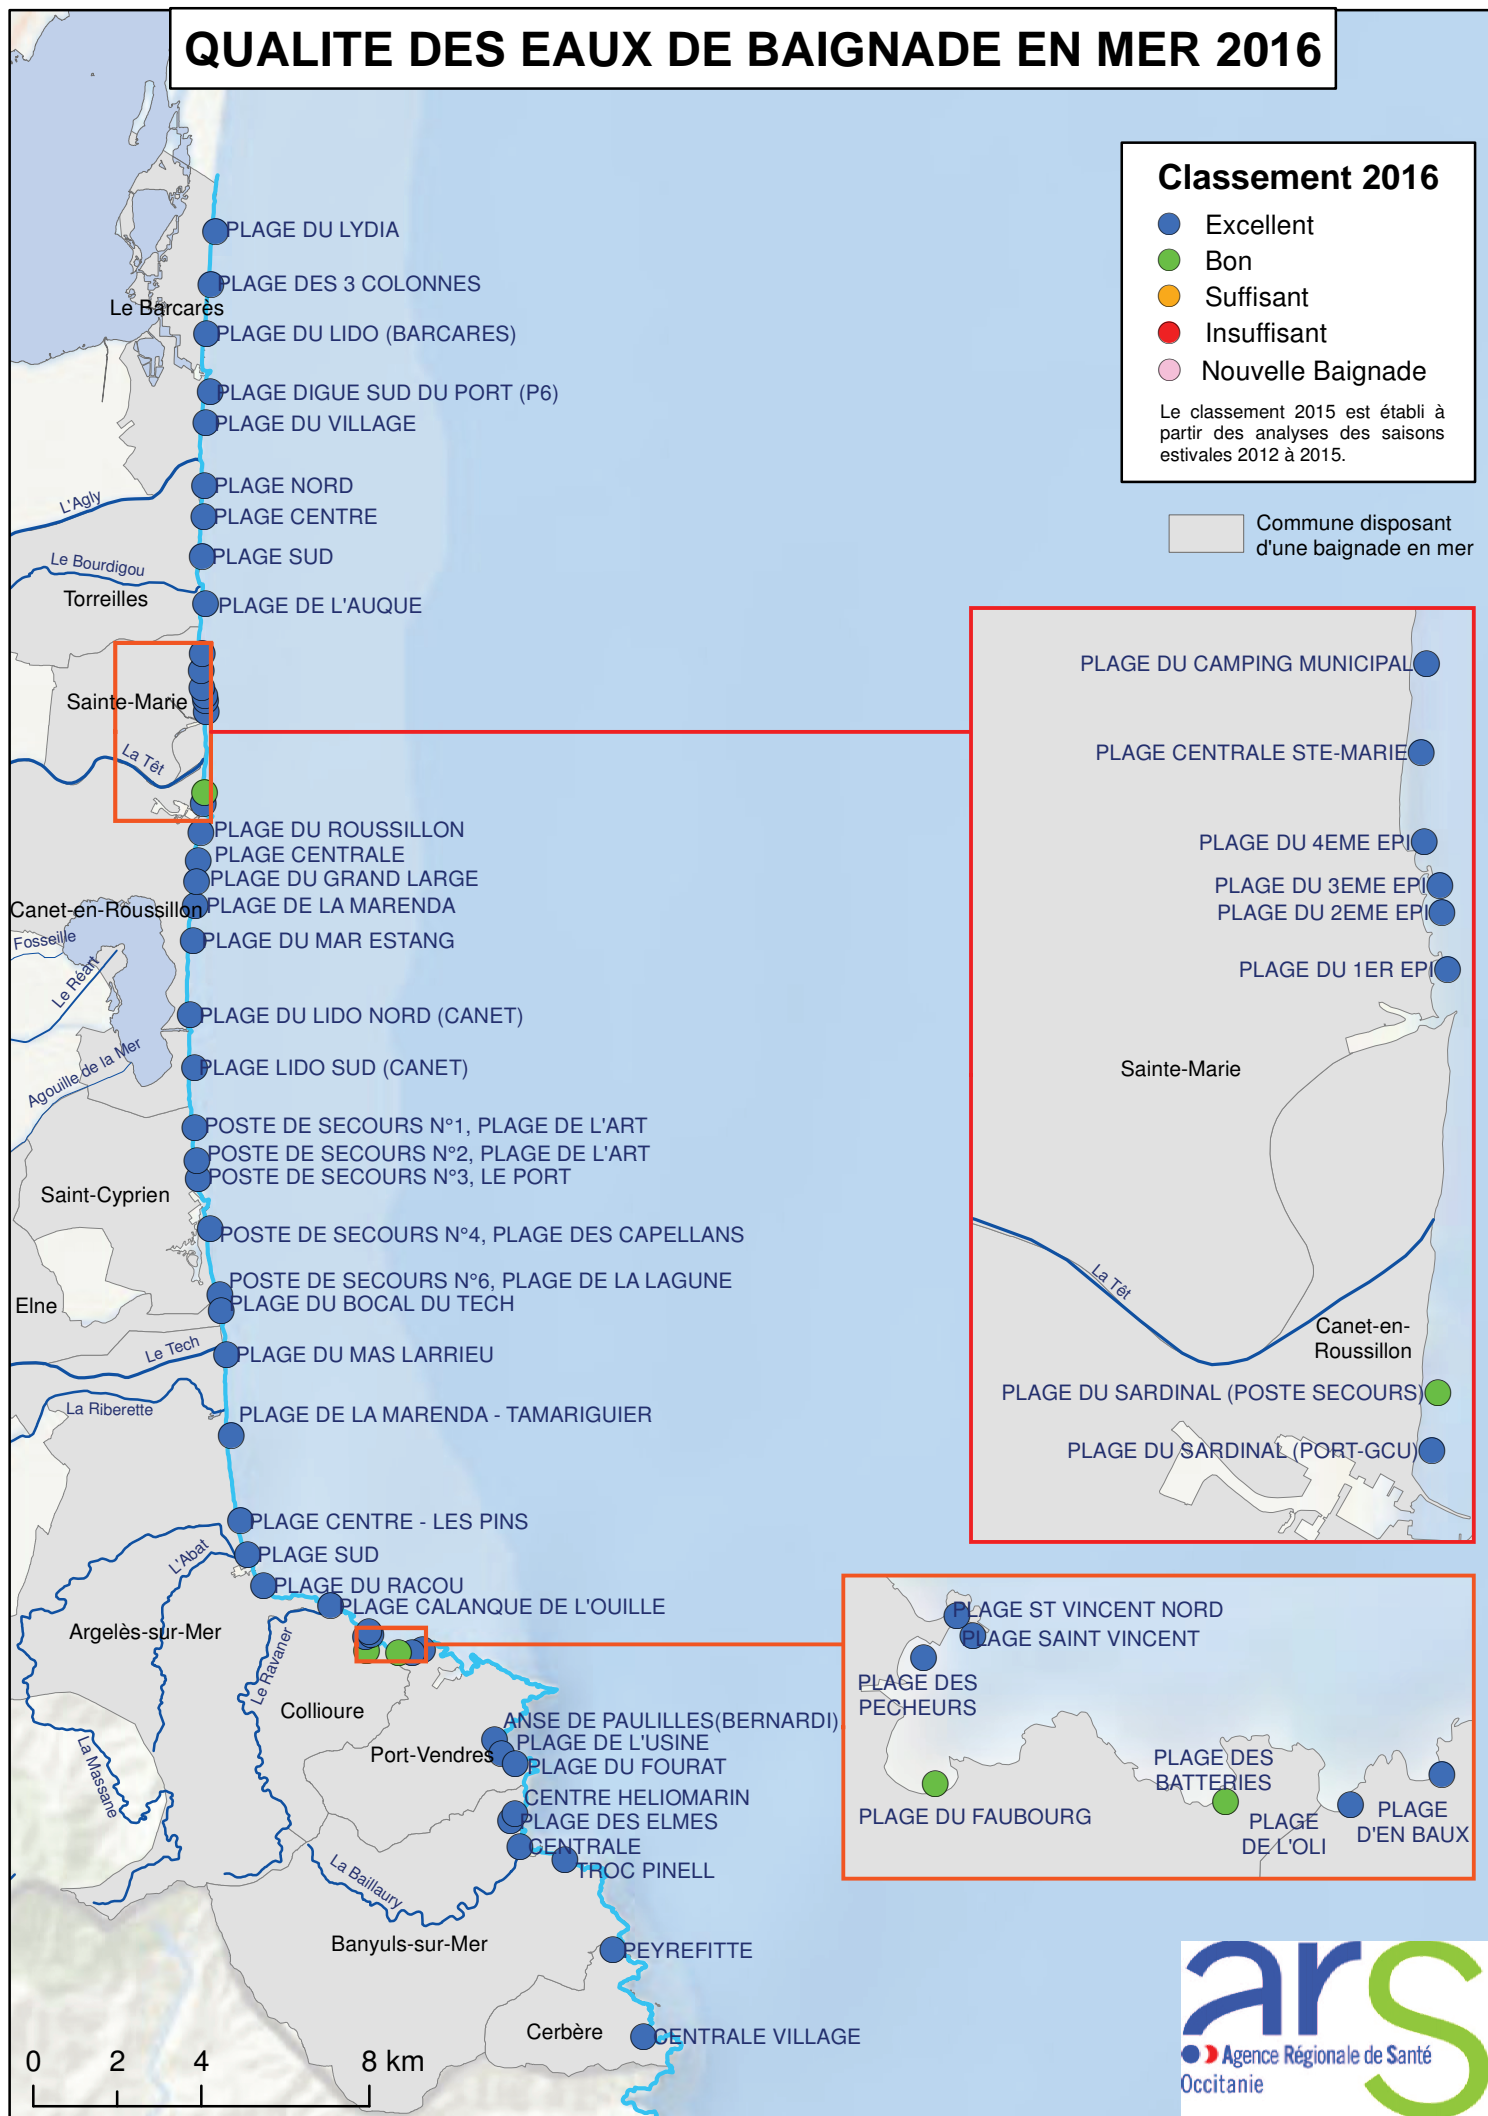 QUALITE DES EAUX DE BAIGNADE EN MER 2016
Classement 2016
Excellent
Bon
Suffisant
Insuffisant
Nouvelle Baignade
Le classement 2015 est établi à
partir des analyses des saisons
estivales 2012 à 2015.
Commune disposant
d'une baignade en mer
PLAGE DU LYDIA
PLAGE DES 3 COLONNES
Le Barcarès
PLAGE DU LIDO (BARCARES)
PLAGE DIGUE SUD DU PORT (P6)
PLAGE DU VILLAGE
PLAGE NORD
L'Agly
PLAGE CENTRE
PLAGE SUD
Le Bourdigou
Torreilles
PLAGE DE L'AUQUE
Sainte-Marie
La Têt
PLAGE DU ROUSSILLON
PLAGE CENTRALE
PLAGE DU GRAND LARGE
PLAGE DE LA MARENDA
Canet-en-Roussillon
Fosseille
PLAGE DU MAR ESTANG
Le Réart
PLAGE DU LIDO NORD (CANET)
Agouille de la Mer
PLAGE LIDO SUD (CANET)
POSTE DE SECOURS N°1, PLAGE DE L'ART
POSTE DE SECOURS N°2, PLAGE DE L'ART
POSTE DE SECOURS N°3, LE PORT
Saint-Cyprien
POSTE DE SECOURS N°4, PLAGE DES CAPELLANS
POSTE DE SECOURS N°6, PLAGE DE LA LAGUNE
PLAGE DU BOCAL DU TECH
Elne
Le Tech
PLAGE DU MAS LARRIEU
La Riberette
PLAGE DE LA MARENDA - TAMARIGUIER
PLAGE CENTRE - LES PINS
L'Abat
PLAGE SUD
PLAGE DU RACOU
PLAGE CALANQUE DE L'OUILLE
Argelès-sur-Mer
Le Ravaner
Collioure
La Massane
ANSE DE PAULILLES(BERNARDI)
PLAGE DE L'USINE
Port-Vendres
PLAGE DU FOURAT
CENTRE HELIOMARIN
PLAGE DES ELMES
CENTRALE
TROC PINELL
La Baillaury
Banyuls-sur-Mer
PEYREFITTE
Cerbère
CENTRALE VILLAGE
0 2 4 8 km
PLAGE DU CAMPING MUNICIPAL
PLAGE CENTRALE STE-MARIE
PLAGE DU 4EME EPI
PLAGE DU 3EME EPI
PLAGE DU 2EME EPI
PLAGE DU 1ER EPI
Sainte-Marie
La Têt
Canet-en-
Roussillon
PLAGE DU SARDINAL (POSTE SECOURS)
PLAGE DU SARDINAL (PORT-GCU)
PLAGE ST VINCENT NORD
PLAGE SAINT VINCENT
PLAGE DES
PECHEURS
PLAGE DU FAUBOURG
PLAGE DES
BATTERIES
PLAGE
DE L'OLI
PLAGE
D'EN BAUX
ars
Agence Régionale de Santé
Occitanie